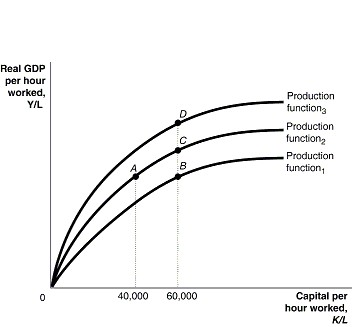 Real GDP
per hour
worked,
Y/L
D
Production
function3
C
Production
function2
A
B
Production
function1
0
40,000
60,000
Capital per
hour worked,
K/L